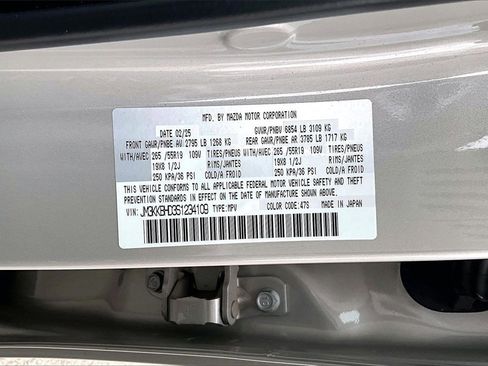 MFD. BY MAZDA MOTOR CORPORATION
DATE 02/25 GVWR/PNBV 6854 LB 3109 KG
FRONT GAWR/PNBE AV 2795 LB 1268 KG REAR GAWR/PNBE AR 3785 LB 1717 KG
WITH/AVEC 265/55R19 109V TIRES/PNEUS WITH/AVEC 265/55R19 109V TIRES/PNEUS
19X8 1/2J RIMS/JANTES 19X8 1/2J RIMS/JANTES
250 KPA/36 PSI COLD/A FROID 250 KPA/36 PSI COLD/A FROID
THIS VEHICLE CONFORMS TO ALL APPLICABLE FEDERAL MOTOR VEHICLE SAFETY AND
THEFT PREVENTION STANDARDS IN EFFECT ON THE DATE OF MANUFACTURE SHOWN ABOVE.
VIN: JM3KKBHD3S1234109 TYPE:MPV COLOR CODE:47S MADE IN JAPAN